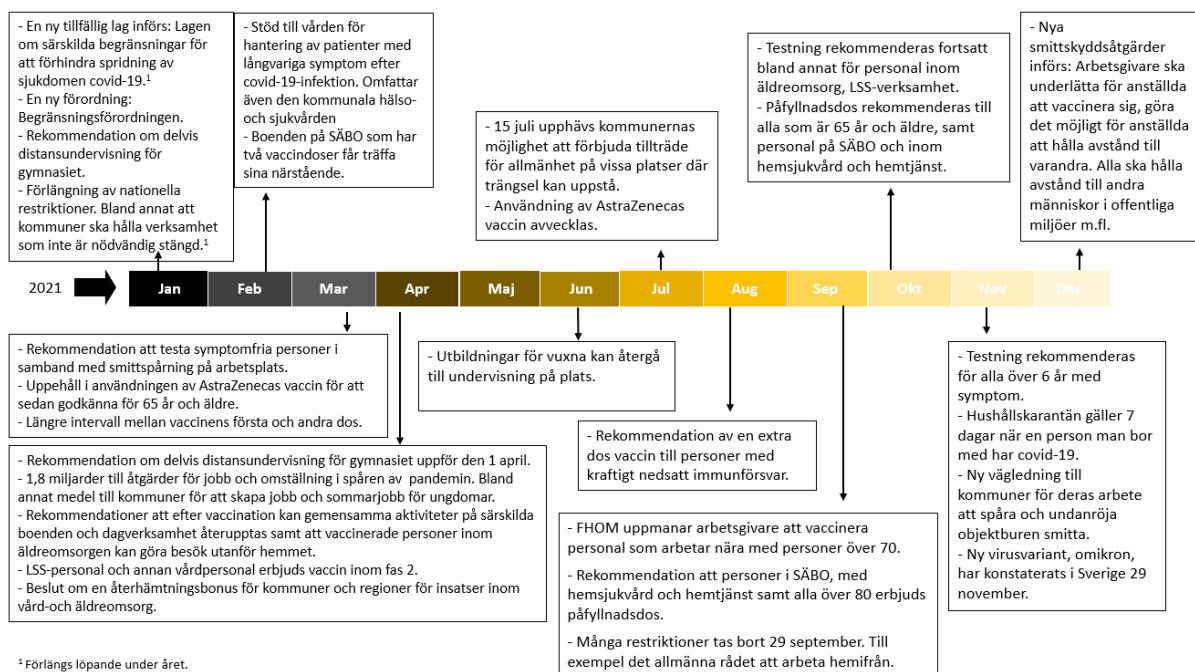 - En ny tillfällig lag införs: Lagen
om särskilda begränsningar för
att förhindra spridning av
sjukdomen covid-19.¹
- En ny förordning:
Begränsningsförordningen.
- Rekommendation om delvis
distansundervisning för
gymnasiet.
- Förlängning av nationella
restriktioner. Bland annat att
kommuner ska hålla verksamhet
som inte är nödvändig stängd.¹
- Stöd till vården för
hantering av patienter med
långvariga symptom efter
covid-19-infektion. Omfattar
även den kommunala hälso-
och sjukvården
- Boenden på SÄBO som har
två vaccindoser får träffa
sina närstående.
- 15 juli upphävs kommunernas
möjlighet att förbjuda tillträde
för allmänhet på vissa platser där
trängsel kan uppstå.
- Användning av AstraZenecas
vaccin avvecklas.
- Testning rekommenderas fortsatt
bland annat för personal inom
äldreomsorg, LSS-verksamhet.
- Påfyllnadsdos rekommenderas till
alla som är 65 år och äldre, samt
personal på SÄBO och inom
hemsjukvård och hemtjänst.
- Nya
smittskyddsåtgärder
införs: Arbetsgivare ska
underlätta för anställda
att vaccinera sig, göra
det möjligt för anställda
att hålla avstånd till
varandra. Alla ska hålla
avstånd till andra
människor i offentliga
miljöer m.fl.
2021
Jan Feb Mar Apr Maj Jun Jul Aug Sep Okt Nov Dec
- Rekommendation att testa symptomfria personer i
samband med smittspårning på arbetsplats.
- Uppehåll i användningen av AstraZenecas vaccin för att
sedan godkänna för 65 år och äldre.
- Längre intervall mellan vaccinens första och andra dos.
- Rekommendation om delvis distansundervisning för gymnasiet uppför den 1 april.
- 1,8 miljarder till åtgärder för jobb och omställning i spåren av pandemin. Bland
annat medel till kommuner för att skapa jobb och sommarjobb för ungdomar.
- Rekommendationer att efter vaccination kan gemensamma aktiviteter på särskilda
boenden och dagverksamhet återupptas samt att vaccinerade personer inom
äldreomsorgen kan göra besök utanför hemmet.
- LSS-personal och annan vårdpersonal erbjuds vaccin inom fas 2.
- Beslut om en återhämtningsbonus för kommuner och regioner för insatser inom
vård-och äldreomsorg.
- Utbildningar för vuxna kan återgå
till undervisning på plats.
- Rekommendation av en extra
dos vaccin till personer med
kraftigt nedsatt immunförsvar.
- FHOM uppmanar arbetsgivare att vaccinera
personal som arbetar nära med personer över 70.
- Rekommendation att personer i SÄBO, med
hemsjukvård och hemtjänst samt alla över 80 erbjuds
påfyllnadsdos.
- Många restriktioner tas bort 29 september. Till
exempel det allmänna rådet att arbeta hemifrån.
- Testning rekommenderas
för alla över 6 år med
symptom.
- Hushållskarantän gäller 7
dagar när en person man bor
med har covid-19.
- Ny vägledning till
kommuner för deras arbete
att spåra och undanröja
objektburen smitta.
- Ny virusvariant, omikron,
har konstaterats i Sverige 29
november.
¹ Förlängs löpande under året.